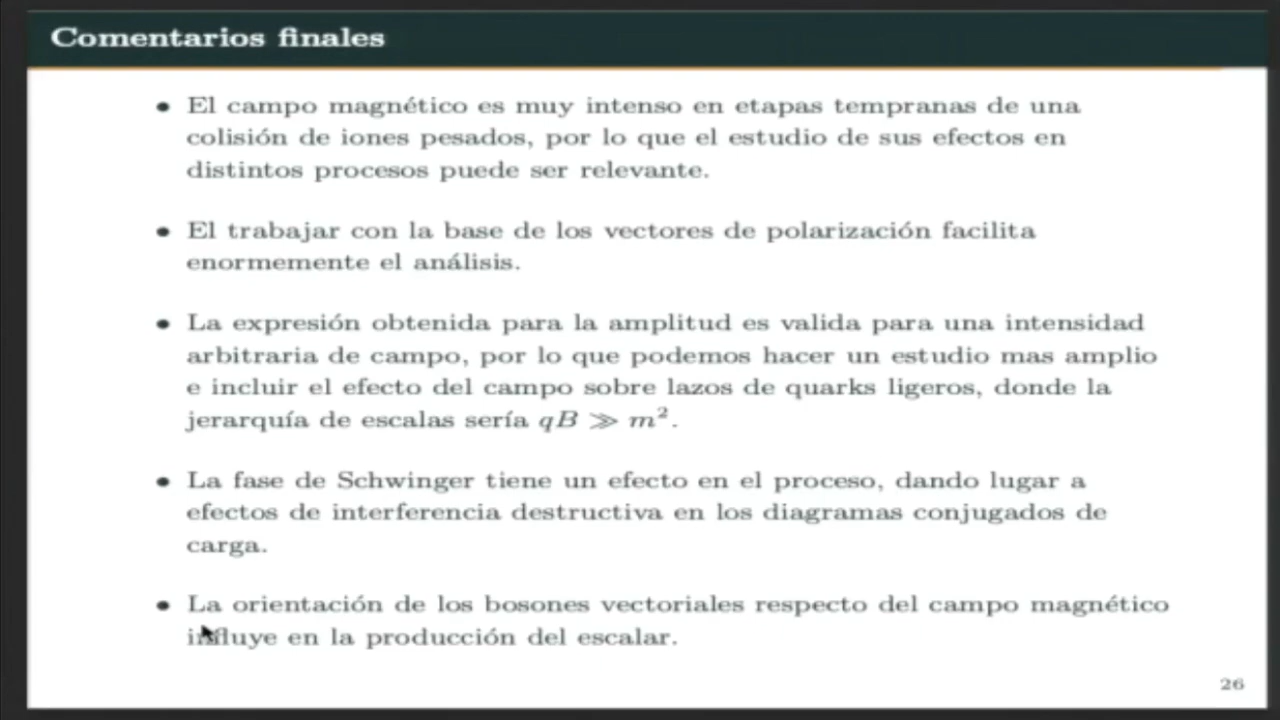 Comentarios finales
• El campo magnético es muy intenso en etapas tempranas de una
colisión de iones pesados, por lo que el estudio de sus efectos en
distintos procesos puede ser relevante.
• El trabajar con la base de los vectores de polarización facilita
enormemente el análisis.
• La expresión obtenida para la amplitud es valida para una intensidad
arbitraria de campo, por lo que podemos hacer un estudio mas amplio
e incluir el efecto del campo sobre lazos de quarks ligeros, donde la
jerarquía de escalas sería qB ≫ m².
• La fase de Schwinger tiene un efecto en el proceso, dando lugar a
efectos de interferencia destructiva en los diagramas conjugados de
carga.
• La orientación de los bosones vectoriales respecto del campo magnético
influye en la producción del escalar.
26